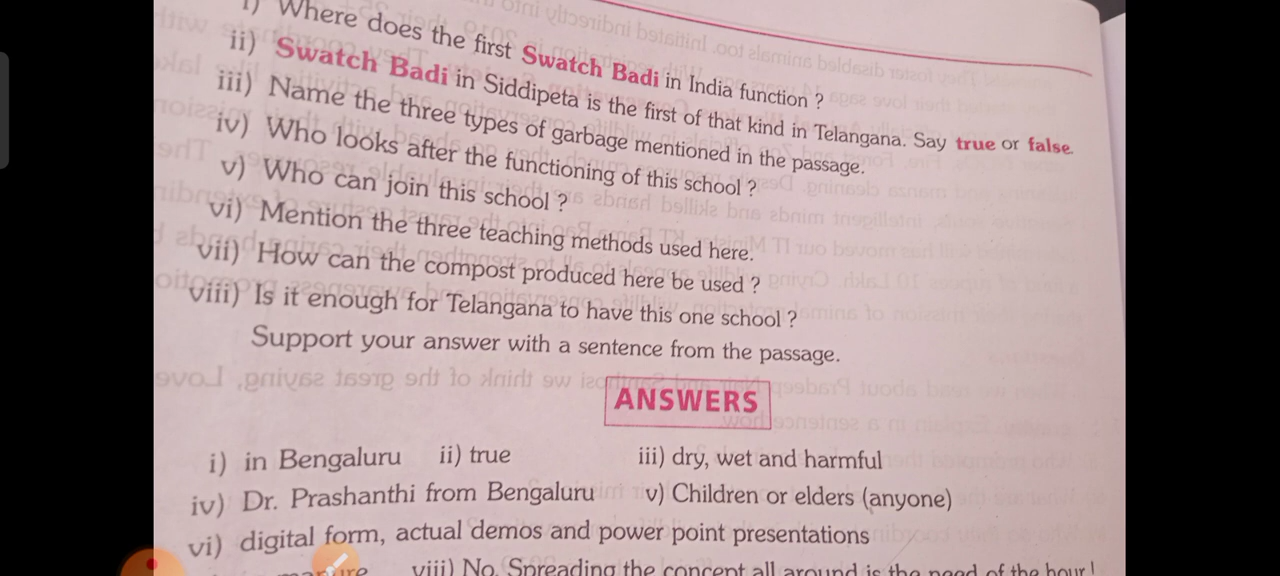 i) Where does the first Swatch Badi in India function ?
ii) Swatch Badi in Siddipeta is the first of that kind in Telangana. Say true or false.
iii) Name the three types of garbage mentioned in the passage.
iv) Who looks after the functioning of this school ?
v) Who can join this school ?
vi) Mention the three teaching methods used here.
vii) How can the compost produced here be used ?
viii) Is it enough for Telangana to have this one school ?
Support your answer with a sentence from the passage.
ANSWERS
i) in Bengaluru ii) true iii) dry, wet and harmful
iv) Dr. Prashanthi from Bengaluru v) Children or elders (anyone)
vi) digital form, actual demos and power point presentations
viii) No. Spreading the concept all around is the need of the hour !